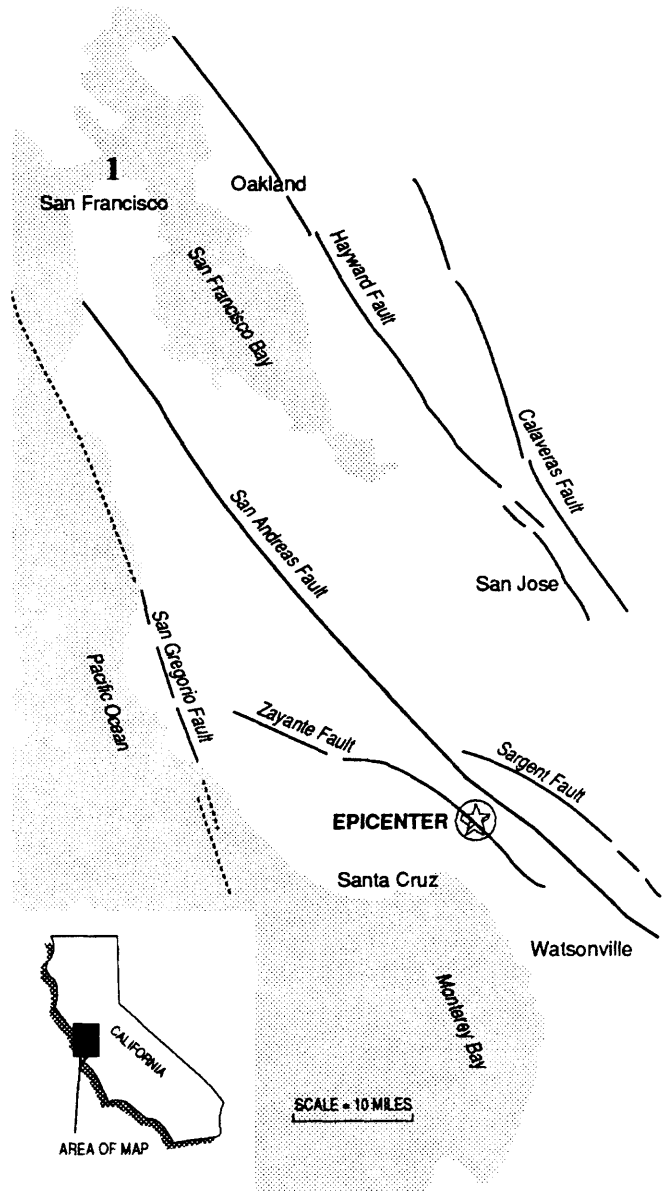 1
San Francisco
Oakland
San Francisco Bay
Hayward Fault
Calaveras Fault
San Andreas Fault
San Jose
San Gregorio Fault
Pacific Ocean
Zayante Fault
Sargent Fault
EPICENTER
Santa Cruz
Watsonville
Monterey Bay
CALIFORNIA
SCALE = 10 MILES
AREA OF MAP